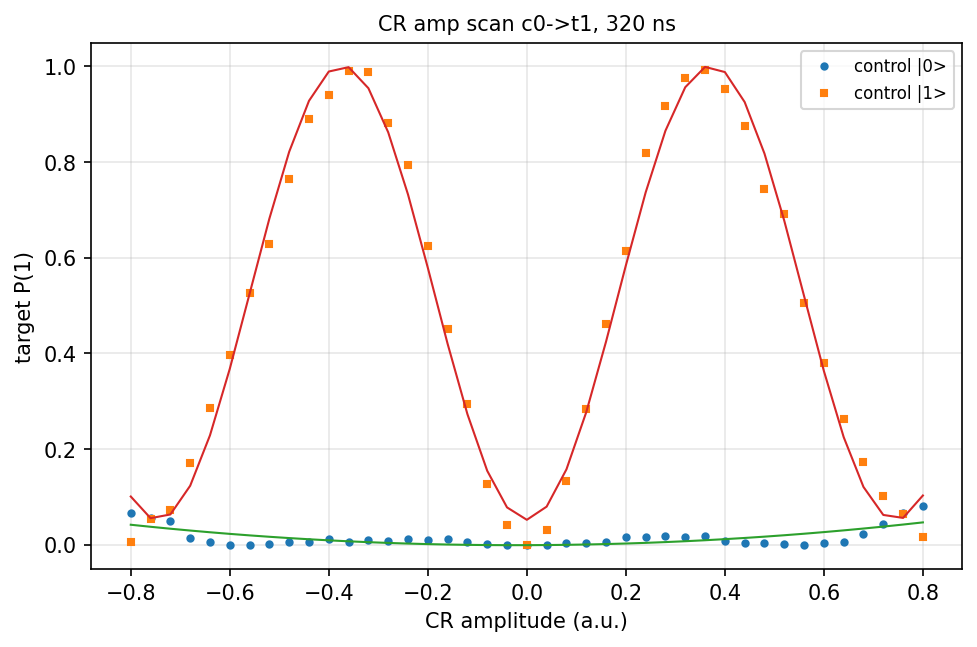 CR amp scan c0->t1, 320 ns
control |0>
control |1>
target P(1)
1.0
0.8
0.6
0.4
0.2
0.0
−0.8 −0.6 −0.4 −0.2 0.0 0.2 0.4 0.6 0.8
CR amplitude (a.u.)